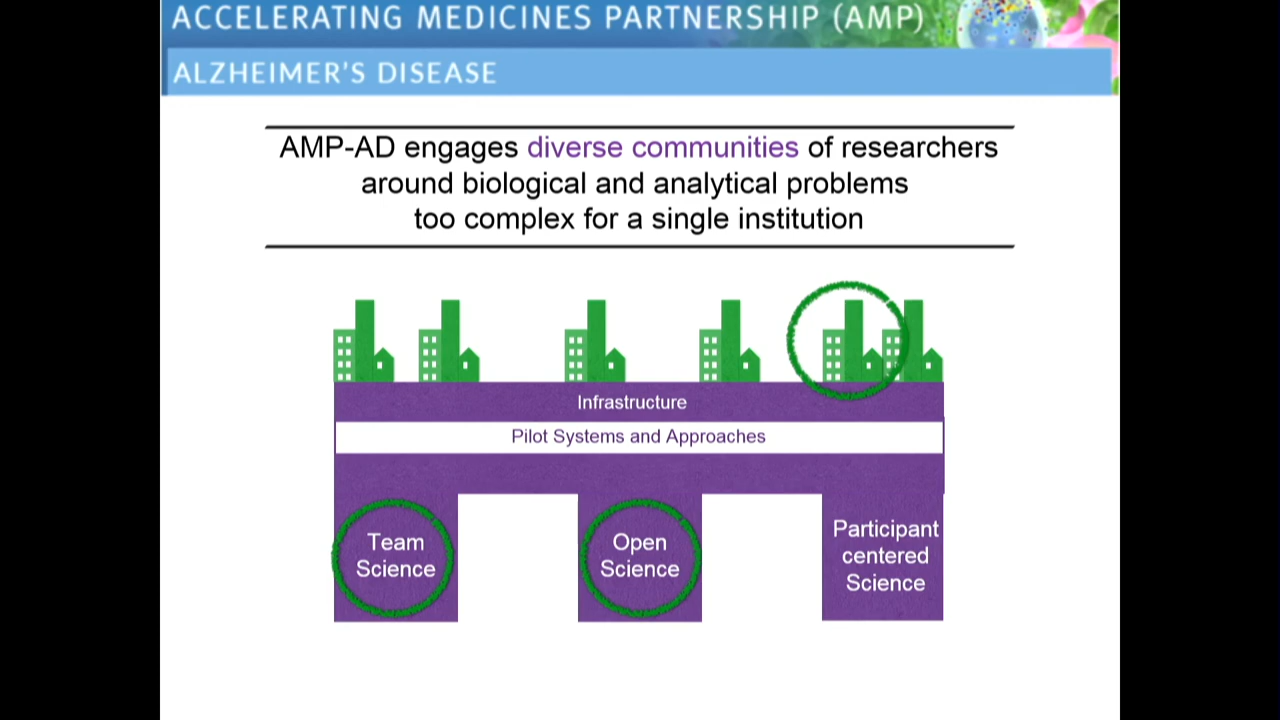 ACCELERATING MEDICINES PARTNERSHIP (AMP)
ALZHEIMER'S DISEASE
AMP-AD engages diverse communities of researchers
around biological and analytical problems
too complex for a single institution
Infrastructure
Pilot Systems and Approaches
Team
Science
Open
Science
Participant
centered
Science